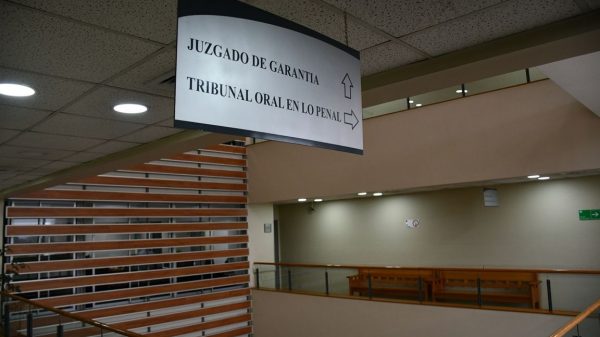 JUZGADO DE GARANTIA
TRIBUNAL ORAL EN LO PENAL